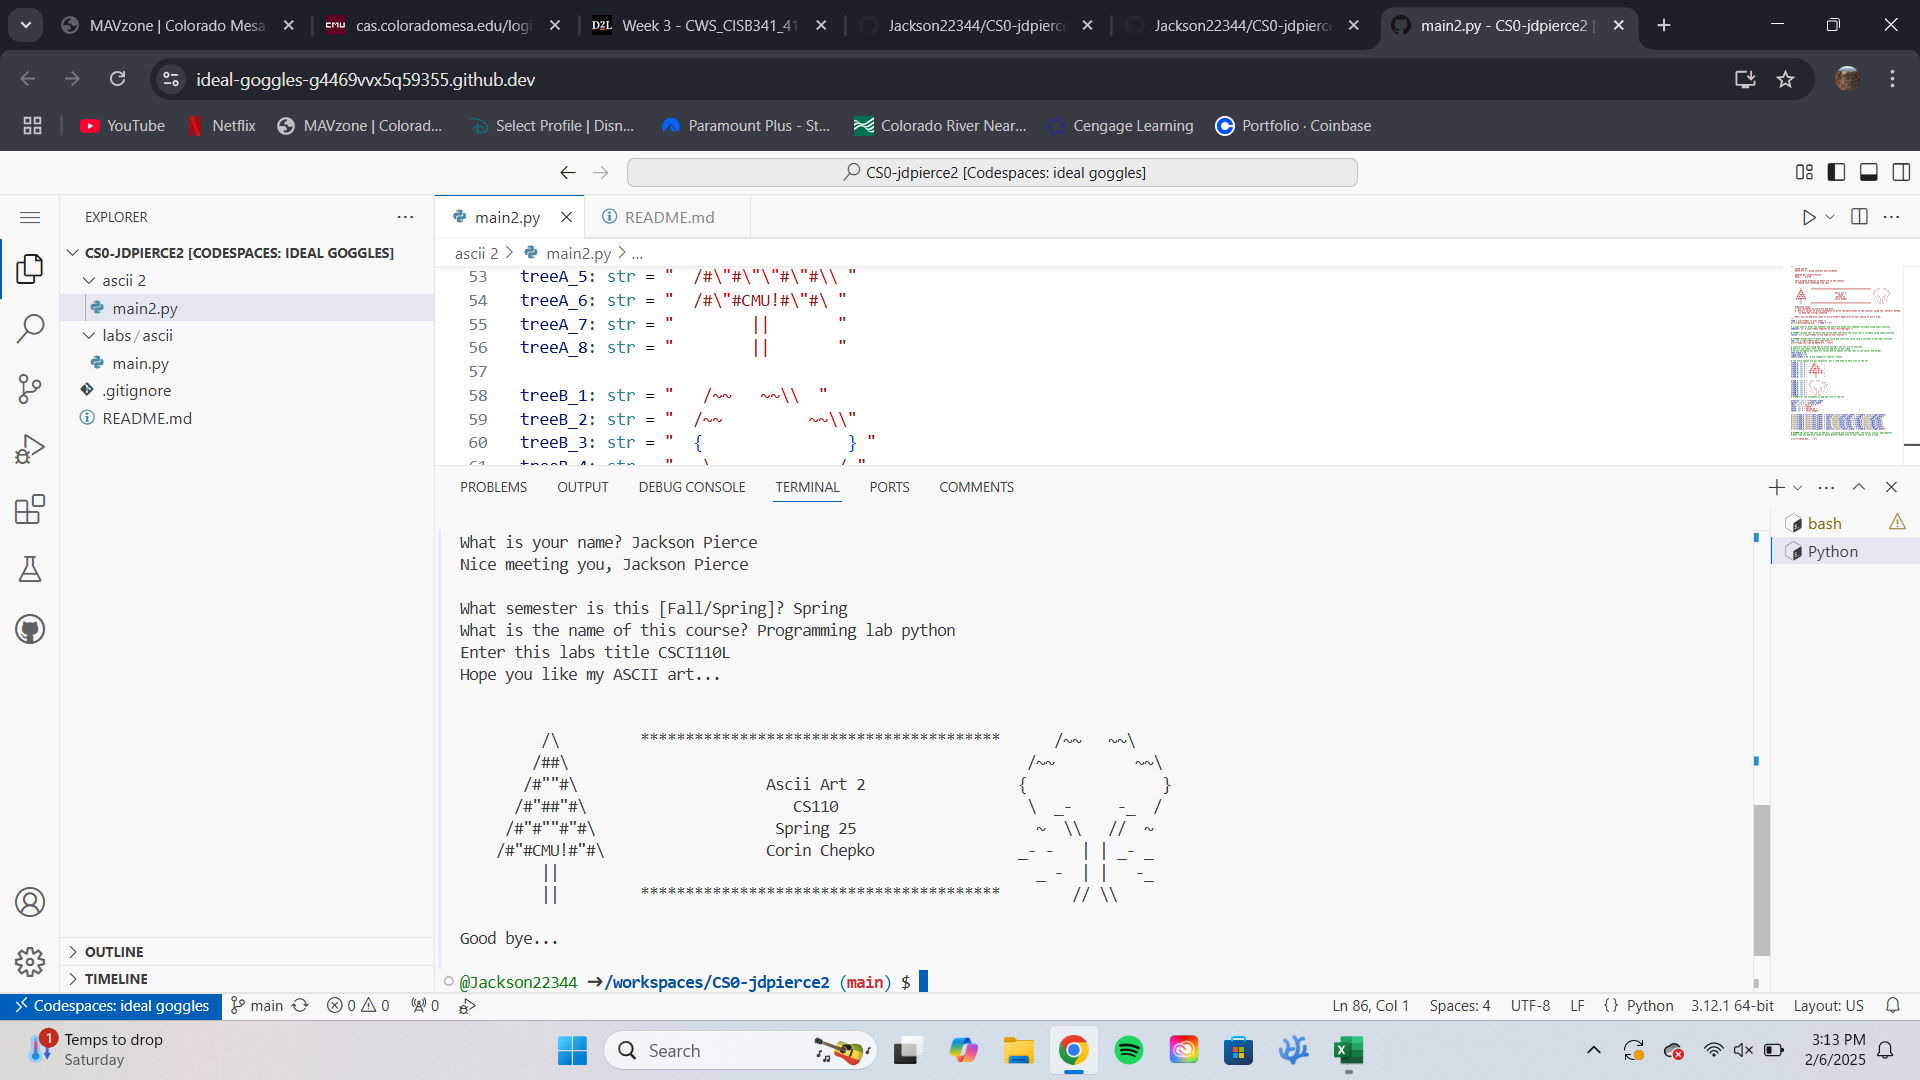 MAVzone | Colorado Mesa
CMU cas.coloradomesa.edu/logi
D2L Week 3 - CWS_CISB341_41
Jackson22344/CS0-jdpierce
Jackson22344/CS0-jdpierce
main2.py - CS0-jdpierce2 [
ideal-goggles-g4469vvx5q59355.github.dev
YouTube
Netflix
MAVzone | Colorad...
Select Profile | Disn...
Paramount Plus - St...
Colorado River Near...
Cengage Learning
Portfolio · Coinbase
CS0-jdpierce2 [Codespaces: ideal goggles]
EXPLORER
CS0-JDPIERCE2 [CODESPACES: IDEAL GOGGLES]
ascii 2
main2.py
labs / ascii
main.py
.gitignore
README.md
OUTLINE
TIMELINE
main2.py
README.md
ascii 2 > main2.py > ...
53 treeA_5: str = "  /#\"#\"\"#\"#\\ "
54 treeA_6: str = "  /#\"#CMU!#\"#\ "
55 treeA_7: str = "        ||        "
56 treeA_8: str = "        ||        "
57
58 treeB_1: str = "   /~~   ~~\\  "
59 treeB_2: str = "  /~~         ~~\\"
60 treeB_3: str = "  {               } "
PROBLEMS OUTPUT DEBUG CONSOLE TERMINAL PORTS COMMENTS
bash
Python
What is your name? Jackson Pierce
Nice meeting you, Jackson Pierce
What semester is this [Fall/Spring]? Spring
What is the name of this course? Programming lab python
Enter this labs title CSCI110L
Hope you like my ASCII art...
         /\         ****************************************      /~~   ~~\
        /##\                                                   /~~         ~~\
       /#""#\                     Ascii Art 2                 {               }
      /#"##"#\                       CS110                     \  _-     -_  /
     /#"#""#"#\                    Spring 25                    ~  \\   //  ~
    /#"#CMU!#"#\                  Corin Chepko                _- -   | | _- _
         ||                                                     _ -  | |   -_
         ||         ****************************************        // \\
Good bye...
@Jackson22344 ➜/workspaces/CS0-jdpierce2 (main) $
Codespaces: ideal goggles
main
0 0
0
Ln 86, Col 1
Spaces: 4
UTF-8
LF
{ } Python
3.12.1 64-bit
Layout: US
1
Temps to drop
Saturday
Search
3:13 PM
2/6/2025